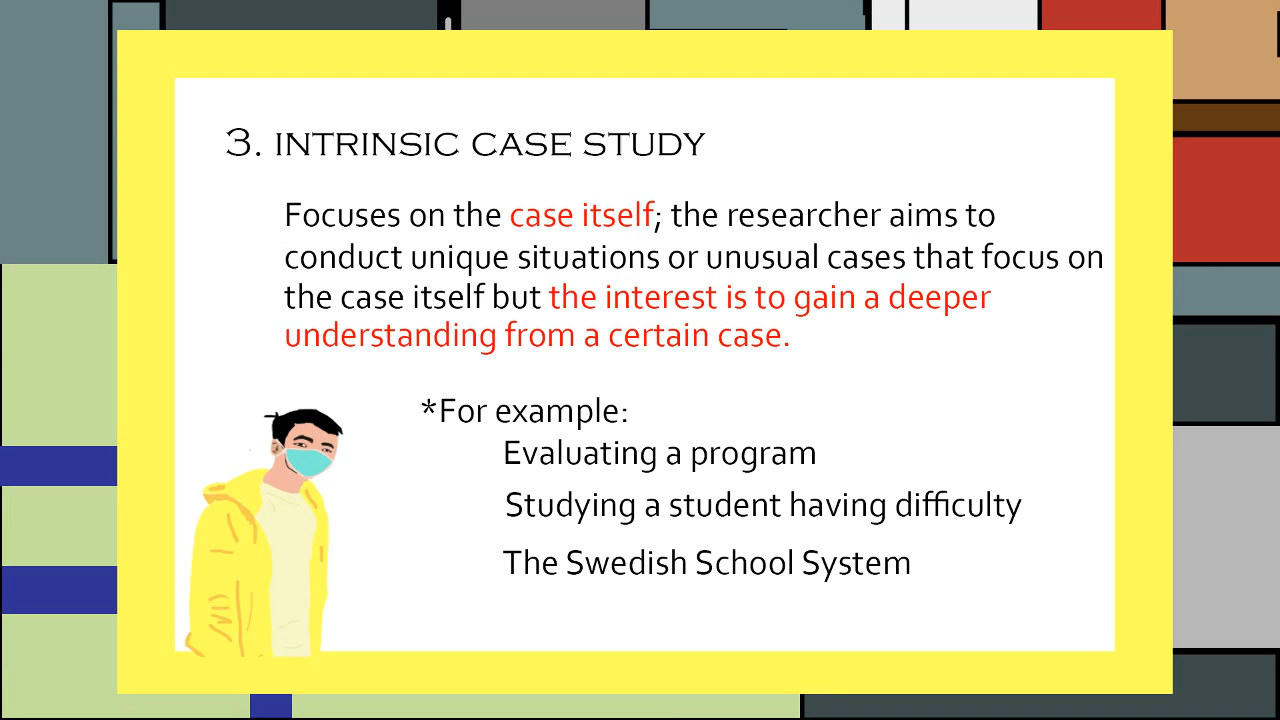 3. INTRINSIC CASE STUDY
Focuses on the case itself; the researcher aims to
conduct unique situations or unusual cases that focus on
the case itself but the interest is to gain a deeper
understanding from a certain case.
*For example:
Evaluating a program
Studying a student having difficulty
The Swedish School System